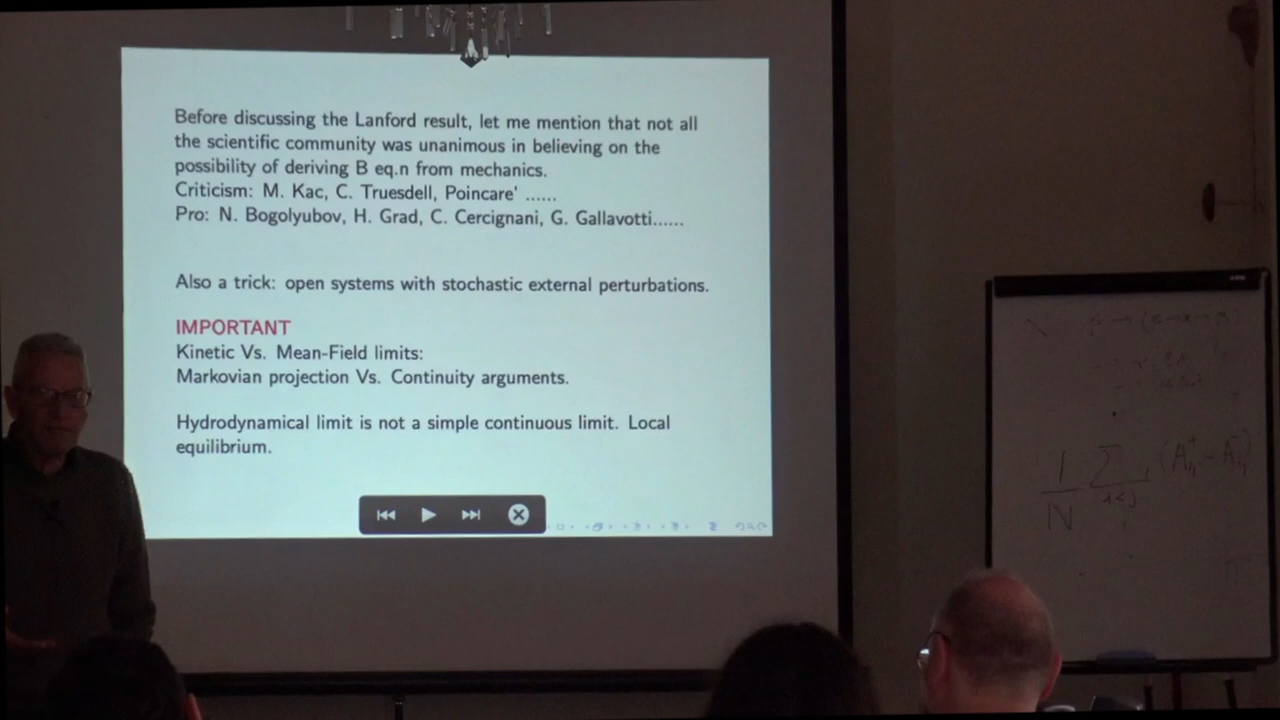 Before discussing the Lanford result, let me mention that not all
the scientific community was unanimous in believing on the
possibility of deriving B eq.n from mechanics.
Criticism: M. Kac, C. Truesdell, Poincare' ......
Pro: N. Bogolyubov, H. Grad, C. Cercignani, G. Gallavotti......
Also a trick: open systems with stochastic external perturbations.
IMPORTANT
Kinetic Vs. Mean-Field limits:
Markovian projection Vs. Continuity arguments.
Hydrodynamical limit is not a simple continuous limit. Local
equilibrium.
1
N
Σ
i<j